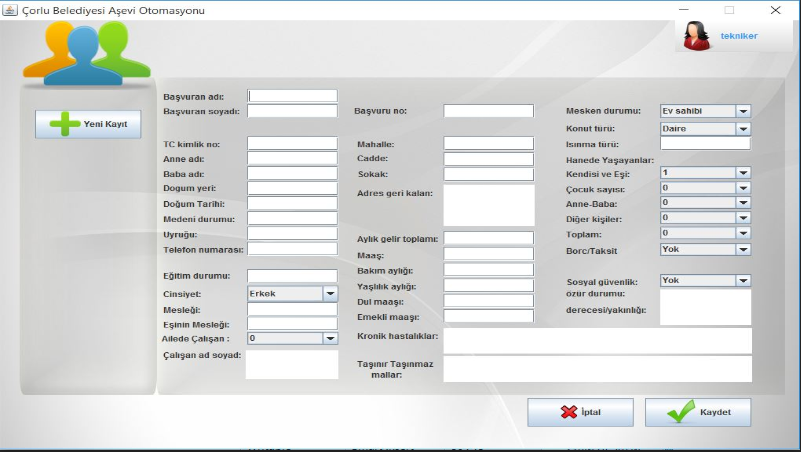 Çorlu Belediyesi Aşevi Otomasyonu
tekniker
Yeni Kayıt
Başvuran adı:
Başvuran soyadı:
TC kimlik no:
Anne adı:
Baba adı:
Dogum yeri:
Doğum Tarihi:
Medeni durumu:
Uyruğu:
Telefon numarası:
Eğitim durumu:
Cinsiyet: Erkek
Mesleği:
Eşinin Mesleği:
Ailede Çalışan : 0
Çalışan ad soyad:
Başvuru no:
Mahalle:
Cadde:
Sokak:
Adres geri kalan:
Aylık gelir toplamı:
Maaş:
Bakım aylığı:
Yaşlılık aylığı:
Dul maaşı:
Emekli maaşı:
Kronik hastalıklar:
Taşınır Taşınmaz
mallar:
Mesken durumu: Ev sahibi
Konut türü: Daire
Isınma türü:
Hanede Yaşayanlar:
Kendisi ve Eşi: 1
Çocuk sayısı: 0
Anne-Baba: 0
Diğer kişiler: 0
Toplam: 0
Borc/Taksit Yok
Sosyal güvenlik: Yok
özür durumu:
derecesi/yakınlığı:
İptal
Kaydet